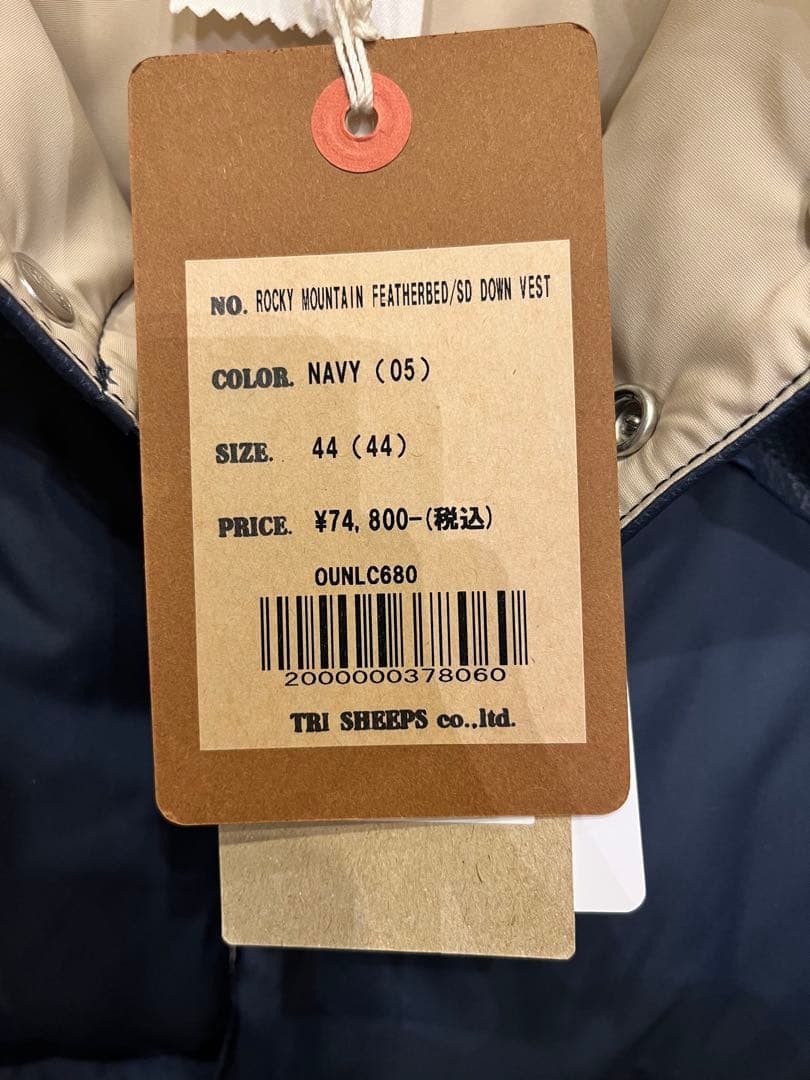 NO. ROCKY MOUNTAIN FEATHERBED/SD DOWN VEST
COLOR. NAVY (05)
SIZE. 44 (44)
PRICE. ¥74,800-(税込)
OUNLC680
2000000378060
TRI SHEEPS co.,ltd.